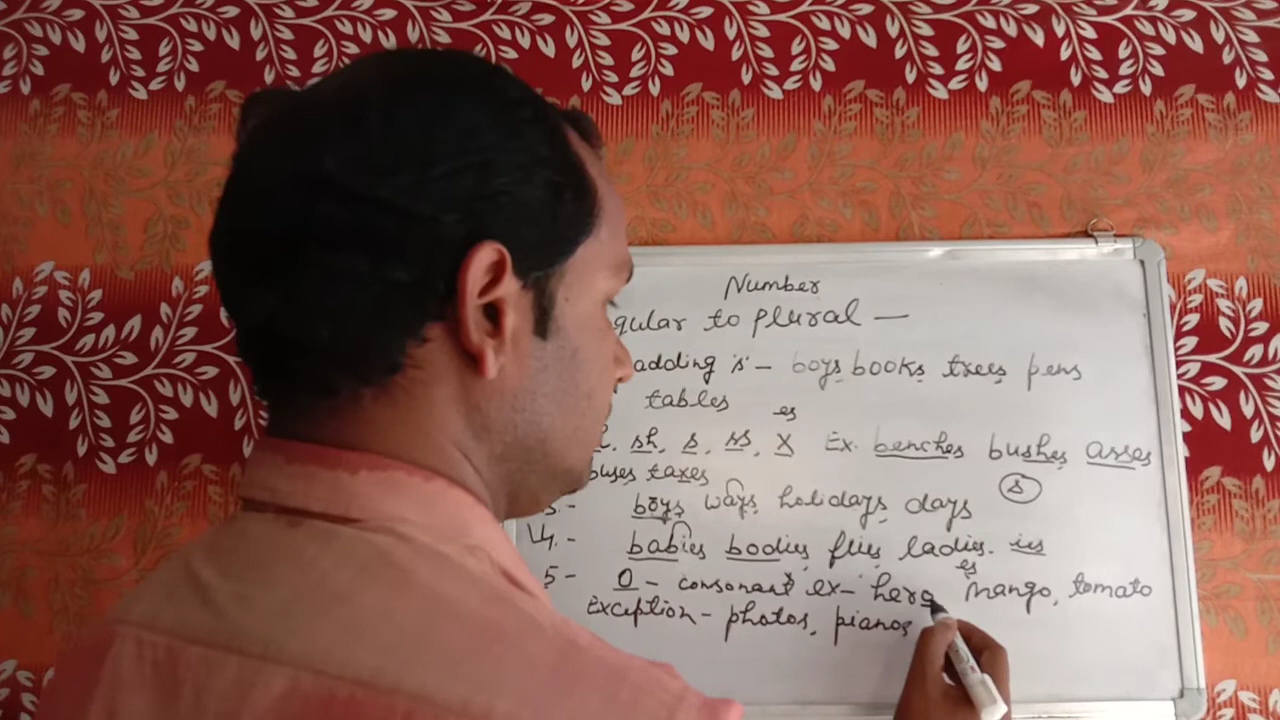 Number
gular to plural —
adding 's' – boys books trees pens
tables
es
sh, s, ss, x Ex. benches bushes asses
buses taxes
3.- boys ways holidays days s
4.- babies bodies flies ladies. ies
5- O - consonant ex- hero mango, tomato
es
Exception - photos, pianos